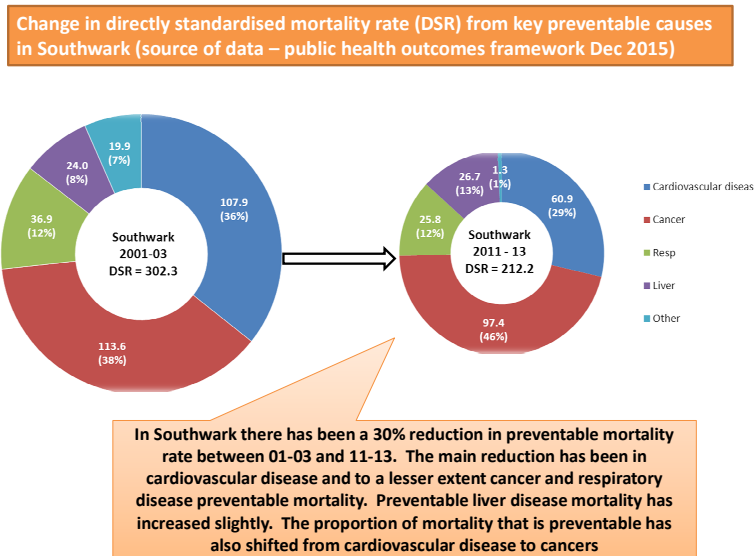 Change in directly standardised mortality rate (DSR) from key preventable causes
in Southwark (source of data – public health outcomes framework Dec 2015)
19.9
(7%)
24.0
(8%)
107.9
(36%)
36.9
(12%)
Southwark
2001-03
DSR = 302.3
113.6
(38%)
1.3
(1%)
26.7
(13%)
60.9
(29%)
25.8
(12%)
Southwark
2011 - 13
DSR = 212.2
97.4
(46%)
Cardiovascular diseas
Cancer
Resp
Liver
Other
In Southwark there has been a 30% reduction in preventable mortality
rate between 01-03 and 11-13.  The main reduction has been in
cardiovascular disease and to a lesser extent cancer and respiratory
disease preventable mortality.  Preventable liver disease mortality has
increased slightly.  The proportion of mortality that is preventable has
also shifted from cardiovascular disease to cancers